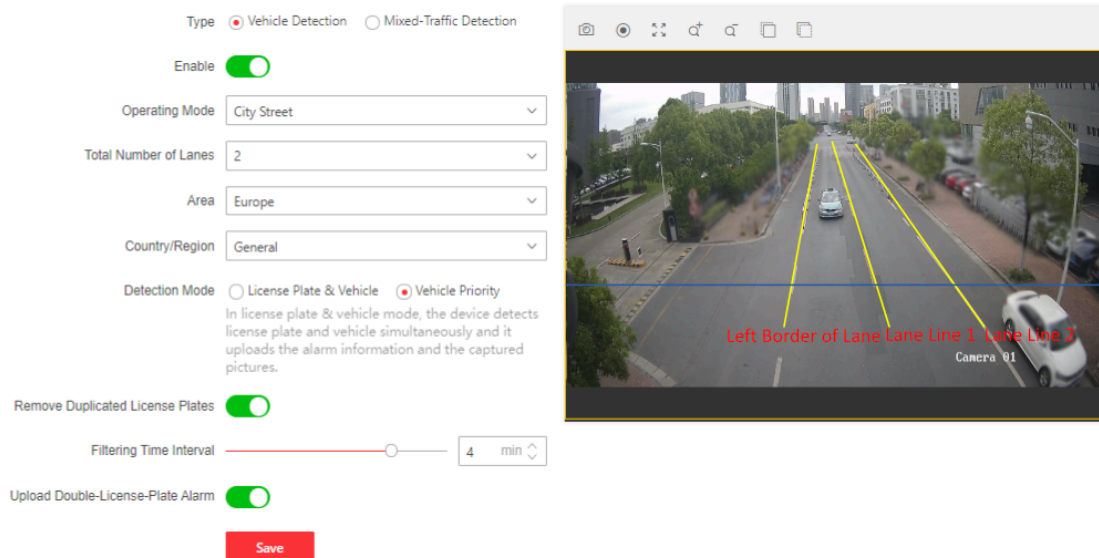 Type Vehicle Detection Mixed-Traffic Detection
Enable
Operating Mode City Street
Total Number of Lanes 2
Area Europe
Country/Region General
Detection Mode License Plate & Vehicle Vehicle Priority
In license plate & vehicle mode, the device detects
license plate and vehicle simultaneously and it
uploads the alarm information and the captured
pictures.
Remove Duplicated License Plates
Filtering Time Interval 4 min
Upload Double-License-Plate Alarm
Save
Left Border of Lane Lane Line 1 Lane Line 2
Camera 01